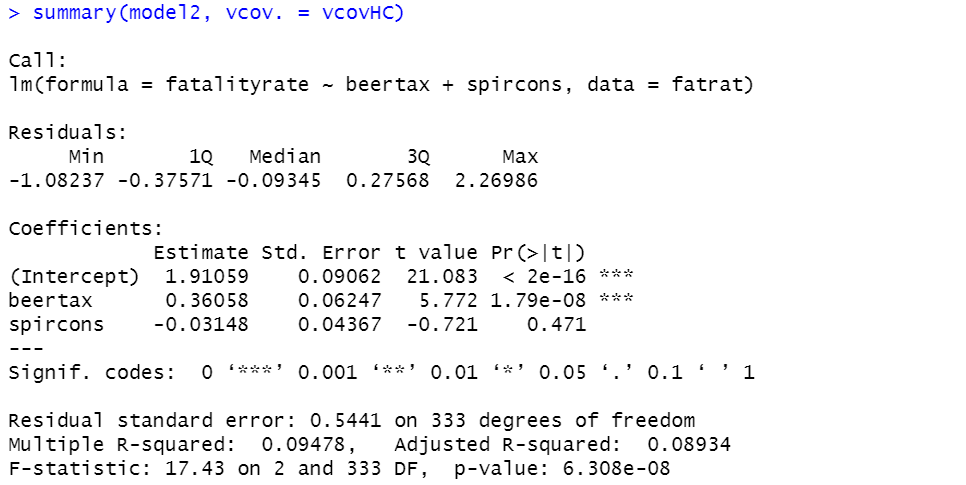 > summary(model2, vcov. = vcovHC)
Call:
lm(formula = fatalityrate ~ beertax + spircons, data = fatrat)
Residuals:
     Min       1Q   Median       3Q      Max
-1.08237 -0.37571 -0.09345  0.27568  2.26986
Coefficients:
            Estimate Std. Error t value Pr(>|t|)
(Intercept)  1.91059    0.09062  21.083  < 2e-16 ***
beertax      0.36058    0.06247   5.772 1.79e-08 ***
spircons    -0.03148    0.04367  -0.721    0.471
---
Signif. codes:  0 ‘***’ 0.001 ‘**’ 0.01 ‘*’ 0.05 ‘.’ 0.1 ‘ ’ 1
Residual standard error: 0.5441 on 333 degrees of freedom
Multiple R-squared:  0.09478,   Adjusted R-squared:  0.08934
F-statistic: 17.43 on 2 and 333 DF,  p-value: 6.308e-08